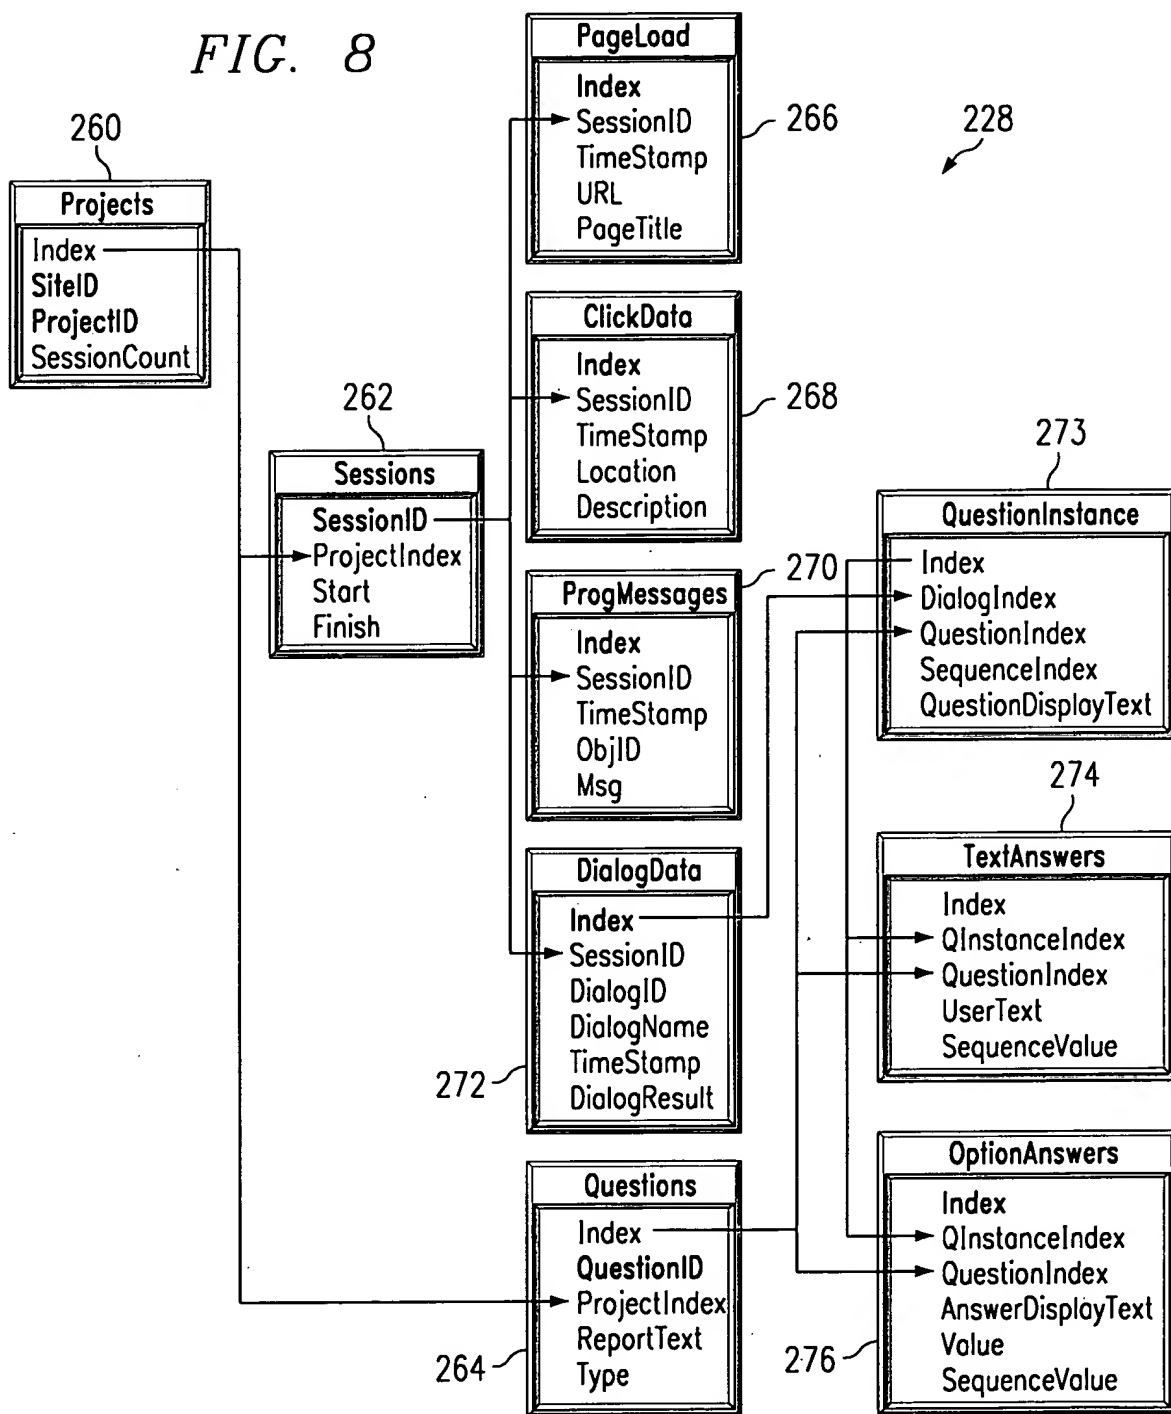 FIG. 8
228
260
Projects
Index
SiteID
ProjectID
SessionCount
262
Sessions
SessionID
ProjectIndex
Start
Finish
PageLoad
266
Index
SessionID
TimeStamp
URL
PageTitle
ClickData
268
Index
SessionID
TimeStamp
Location
Description
270
ProgMessages
Index
SessionID
TimeStamp
ObjID
Msg
DialogData
272
Index
SessionID
DialogID
DialogName
TimeStamp
DialogResult
Questions
264
Index
QuestionID
ProjectIndex
ReportText
Type
273
QuestionInstance
Index
DialogIndex
QuestionIndex
SequenceIndex
QuestionDisplayText
274
TextAnswers
Index
QInstanceIndex
QuestionIndex
UserText
SequenceValue
OptionAnswers
276
Index
QInstanceIndex
QuestionIndex
AnswerDisplayText
Value
SequenceValue